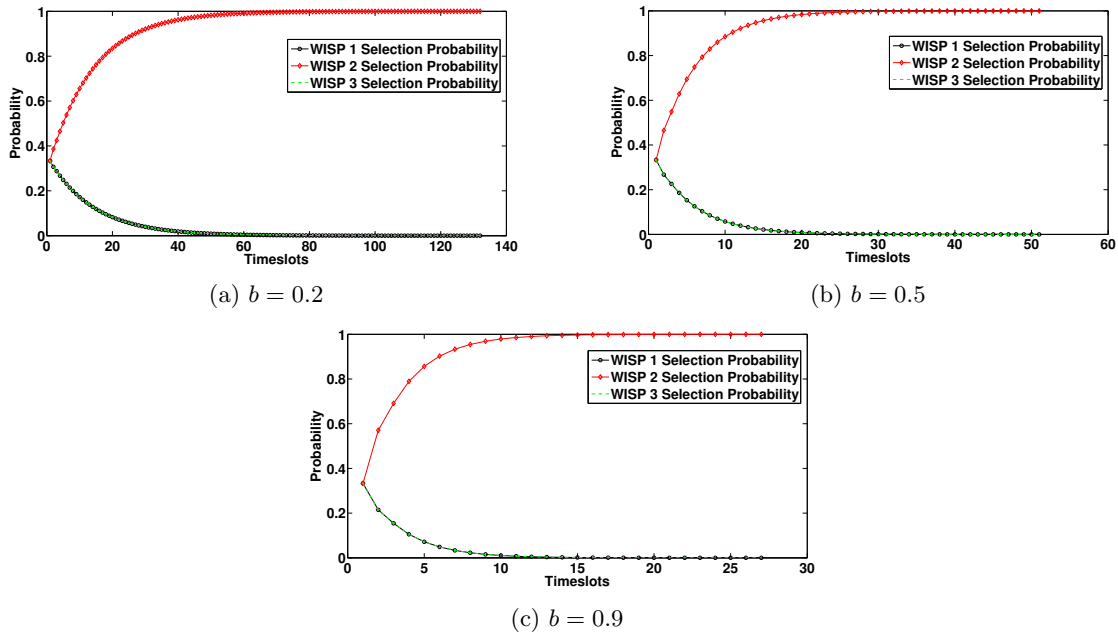 1
0.8
0.6
0.4
0.2
0
Probability
WISP 1 Selection Probability
WISP 2 Selection Probability
WISP 3 Selection Probability
0 20 40 60 80 100 120 140
Timeslots
(a) b = 0.2
1
0.8
0.6
0.4
0.2
0
Probability
WISP 1 Selection Probability
WISP 2 Selection Probability
WISP 3 Selection Probability
0 10 20 30 40 50 60
Timeslots
(b) b = 0.5
1
0.8
0.6
0.4
0.2
0
Probability
WISP 1 Selection Probability
WISP 2 Selection Probability
WISP 3 Selection Probability
0 5 10 15 20 25 30
Timeslots
(c) b = 0.9